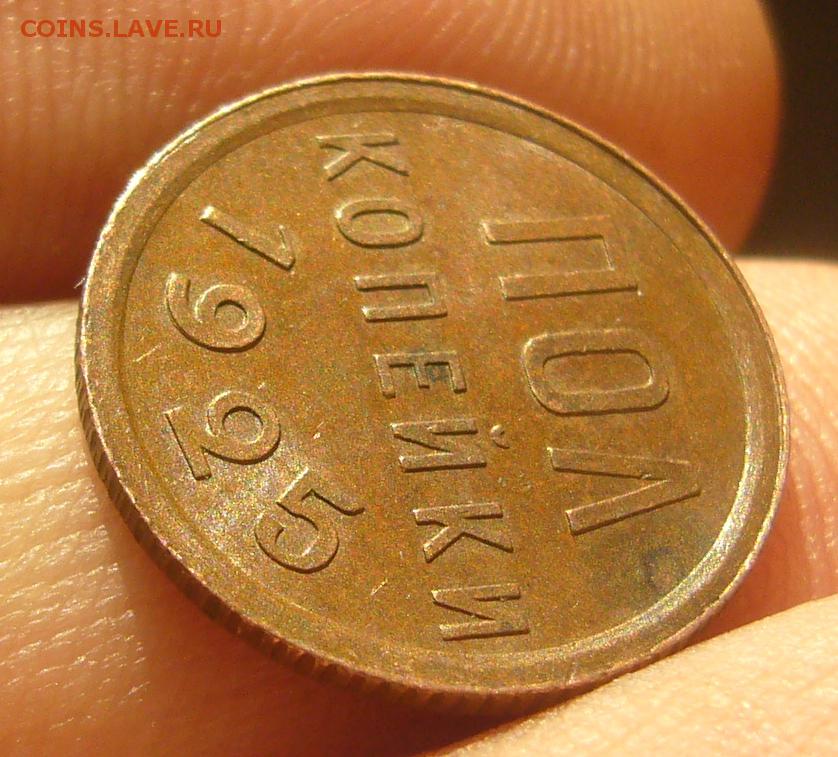 COINS.LAVE.RU
ПОЛ
КОПЕЙКИ
1925